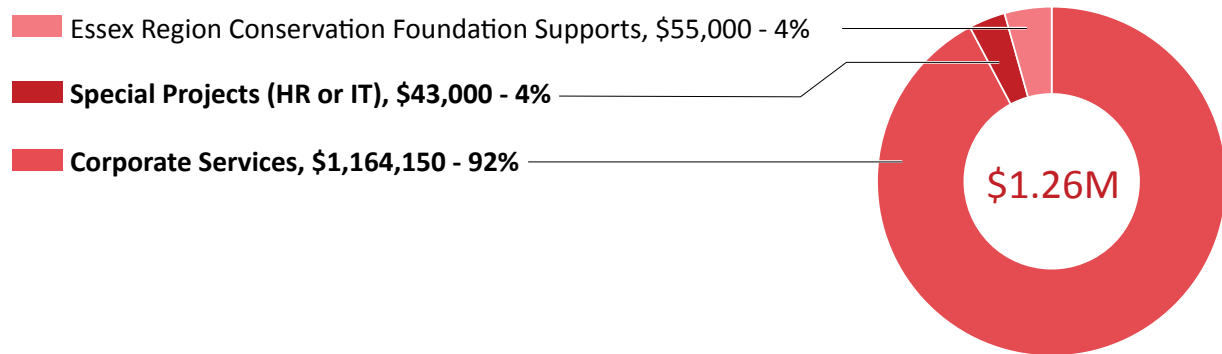 Essex Region Conservation Foundation Supports, $55,000 - 4%
Special Projects (HR or IT), $43,000 - 4%
Corporate Services, $1,164,150 - 92%
$1.26M